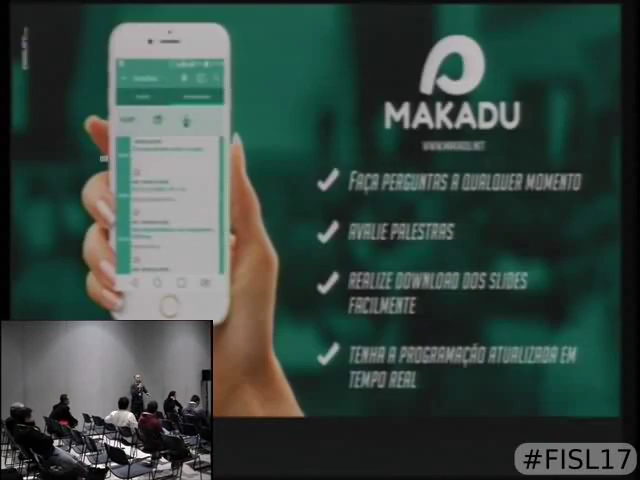 MAKADU
WWW.MAKADU.NET
FAÇA PERGUNTAS A QUALQUER MOMENTO
AVALIE PALESTRAS
REALIZE DOWNLOAD DOS SLIDES
FACILMENTE
TENHA A PROGRAMAÇÃO ATUALIZADA EM
TEMPO REAL
#FISL17